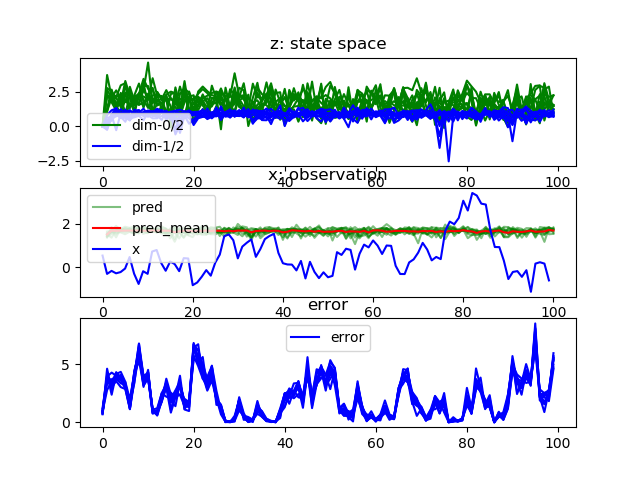 z: state space
2.5
0.0
−2.5
dim-0/2
dim-1/2
0 20 40 60 80 100
x: observation
2
0
pred
pred_mean
x
0 20 40 60 80 100
error
5
0
error
0 20 40 60 80 100